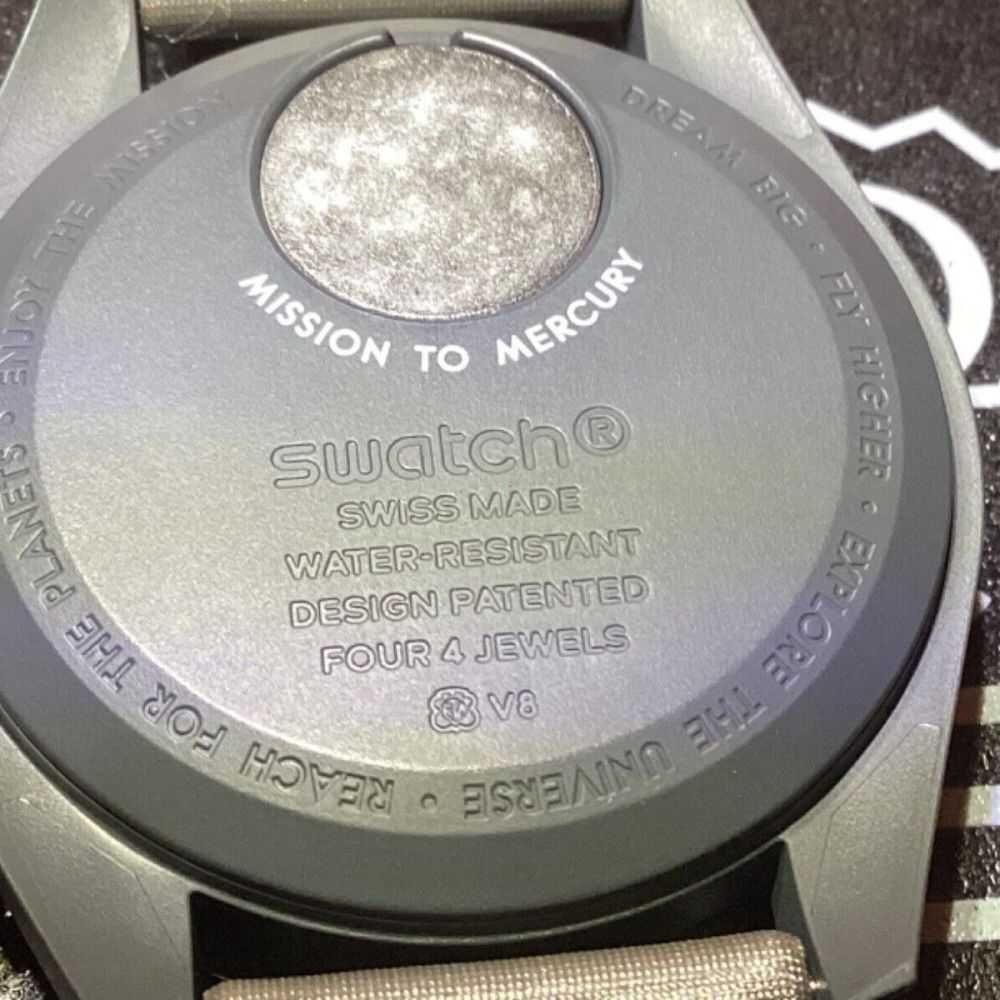 DREAM BIG • FLY HIGHER • EXPLORE THE UNIVERSE • REACH FOR THE PLANETS • ENJOY THE MISSION
MISSION TO MERCURY
swatch®
SWISS MADE
WATER-RESISTANT
DESIGN PATENTED
FOUR 4 JEWELS
V8